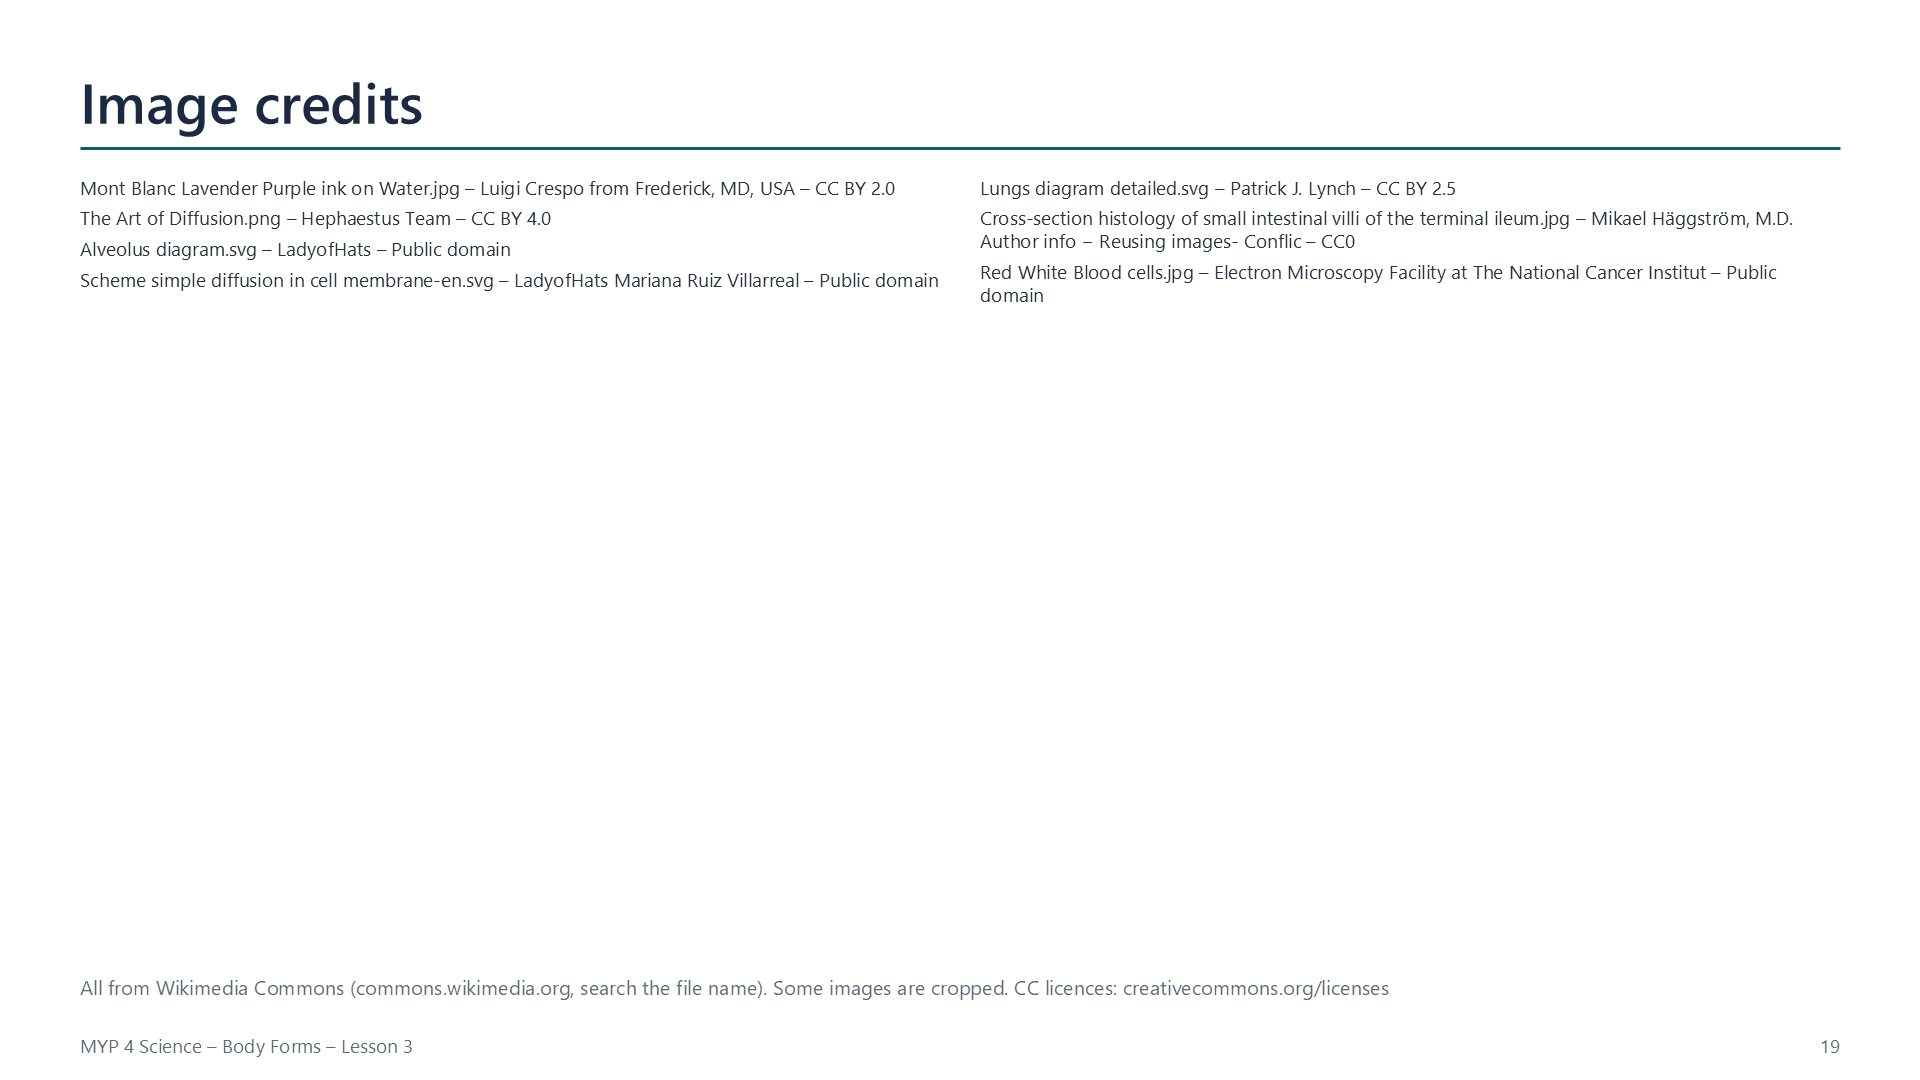 Image credits
Mont Blanc Lavender Purple ink on Water.jpg – Luigi Crespo from Frederick, MD, USA – CC BY 2.0
The Art of Diffusion.png – Hephaestus Team – CC BY 4.0
Alveolus diagram.svg – LadyofHats – Public domain
Scheme simple diffusion in cell membrane-en.svg – LadyofHats Mariana Ruiz Villarreal – Public domain
Lungs diagram detailed.svg – Patrick J. Lynch – CC BY 2.5
Cross-section histology of small intestinal villi of the terminal ileum.jpg – Mikael Häggström, M.D.
Author info – Reusing images- Conflic – CC0
Red White Blood cells.jpg – Electron Microscopy Facility at The National Cancer Institut – Public
domain
All from Wikimedia Commons (commons.wikimedia.org, search the file name). Some images are cropped. CC licences: creativecommons.org/licenses
MYP 4 Science – Body Forms – Lesson 3
19